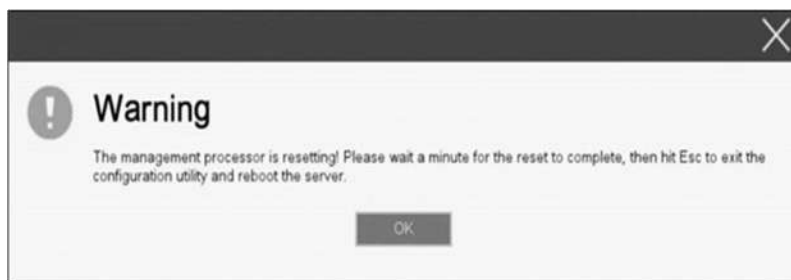 Warning
The management processor is resetting! Please wait a minute for the reset to complete, then hit Esc to exit the
configuration utility and reboot the server.
OK